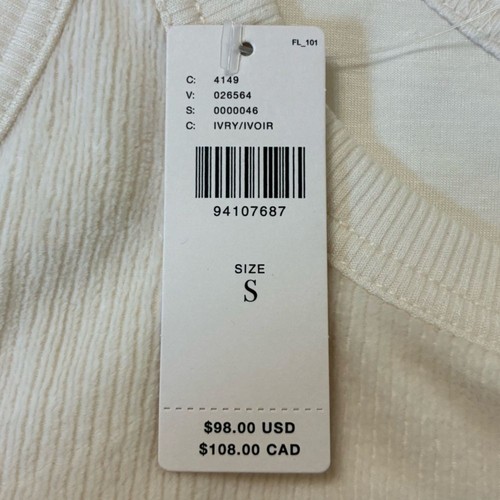 FL_101
C: 4149
V: 026564
S: 0000046
C: IVRY/IVOIR
94107687
SIZE
S
$98.00 USD
$108.00 CAD